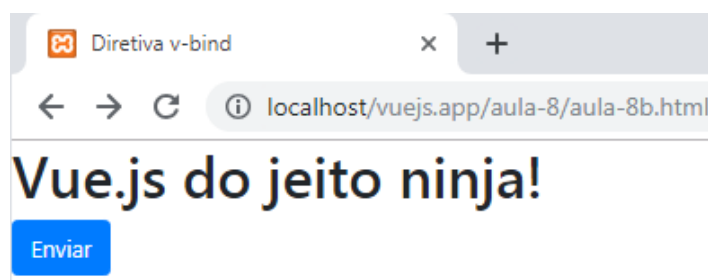 Diretiva v-bind
localhost/vuejs.app/aula-8/aula-8b.html
Vue.js do jeito ninja!
Enviar